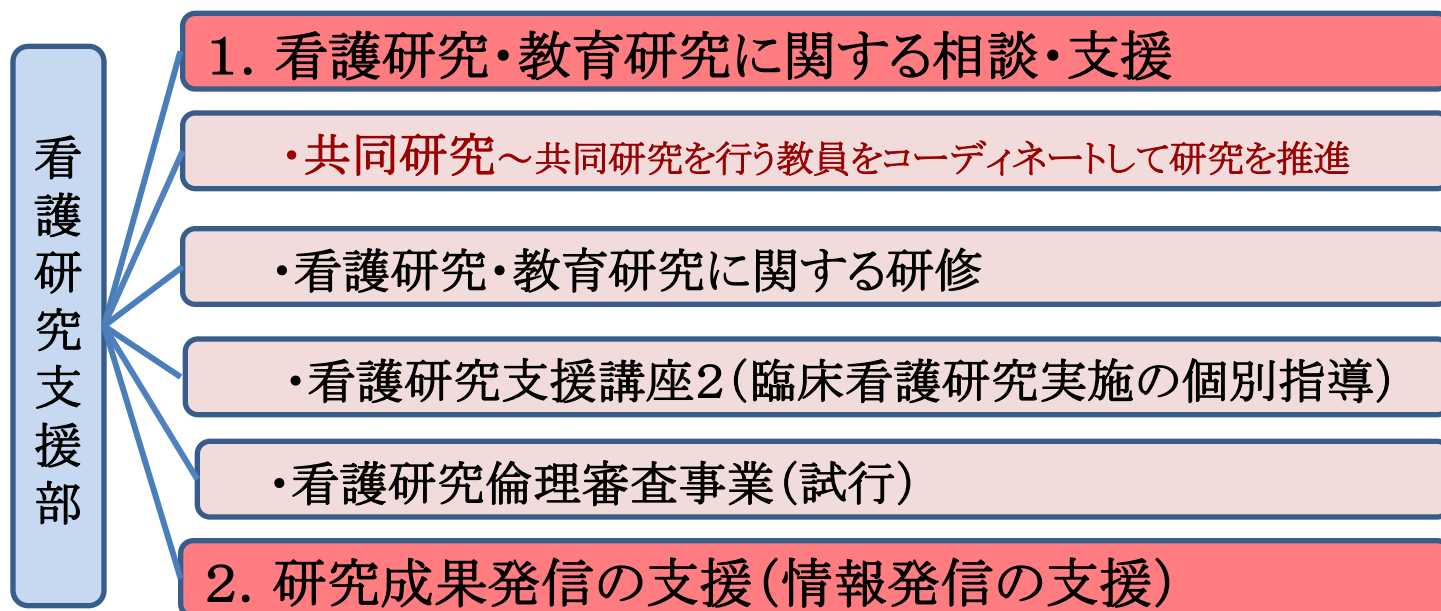 看護研究支援部
1. 看護研究・教育研究に関する相談・支援
・共同研究～共同研究を行う教員をコーディネートして研究を推進
・看護研究・教育研究に関する研修
・看護研究支援講座2（臨床看護研究実施の個別指導）
・看護研究倫理審査事業（試行）
2. 研究成果発信の支援（情報発信の支援）